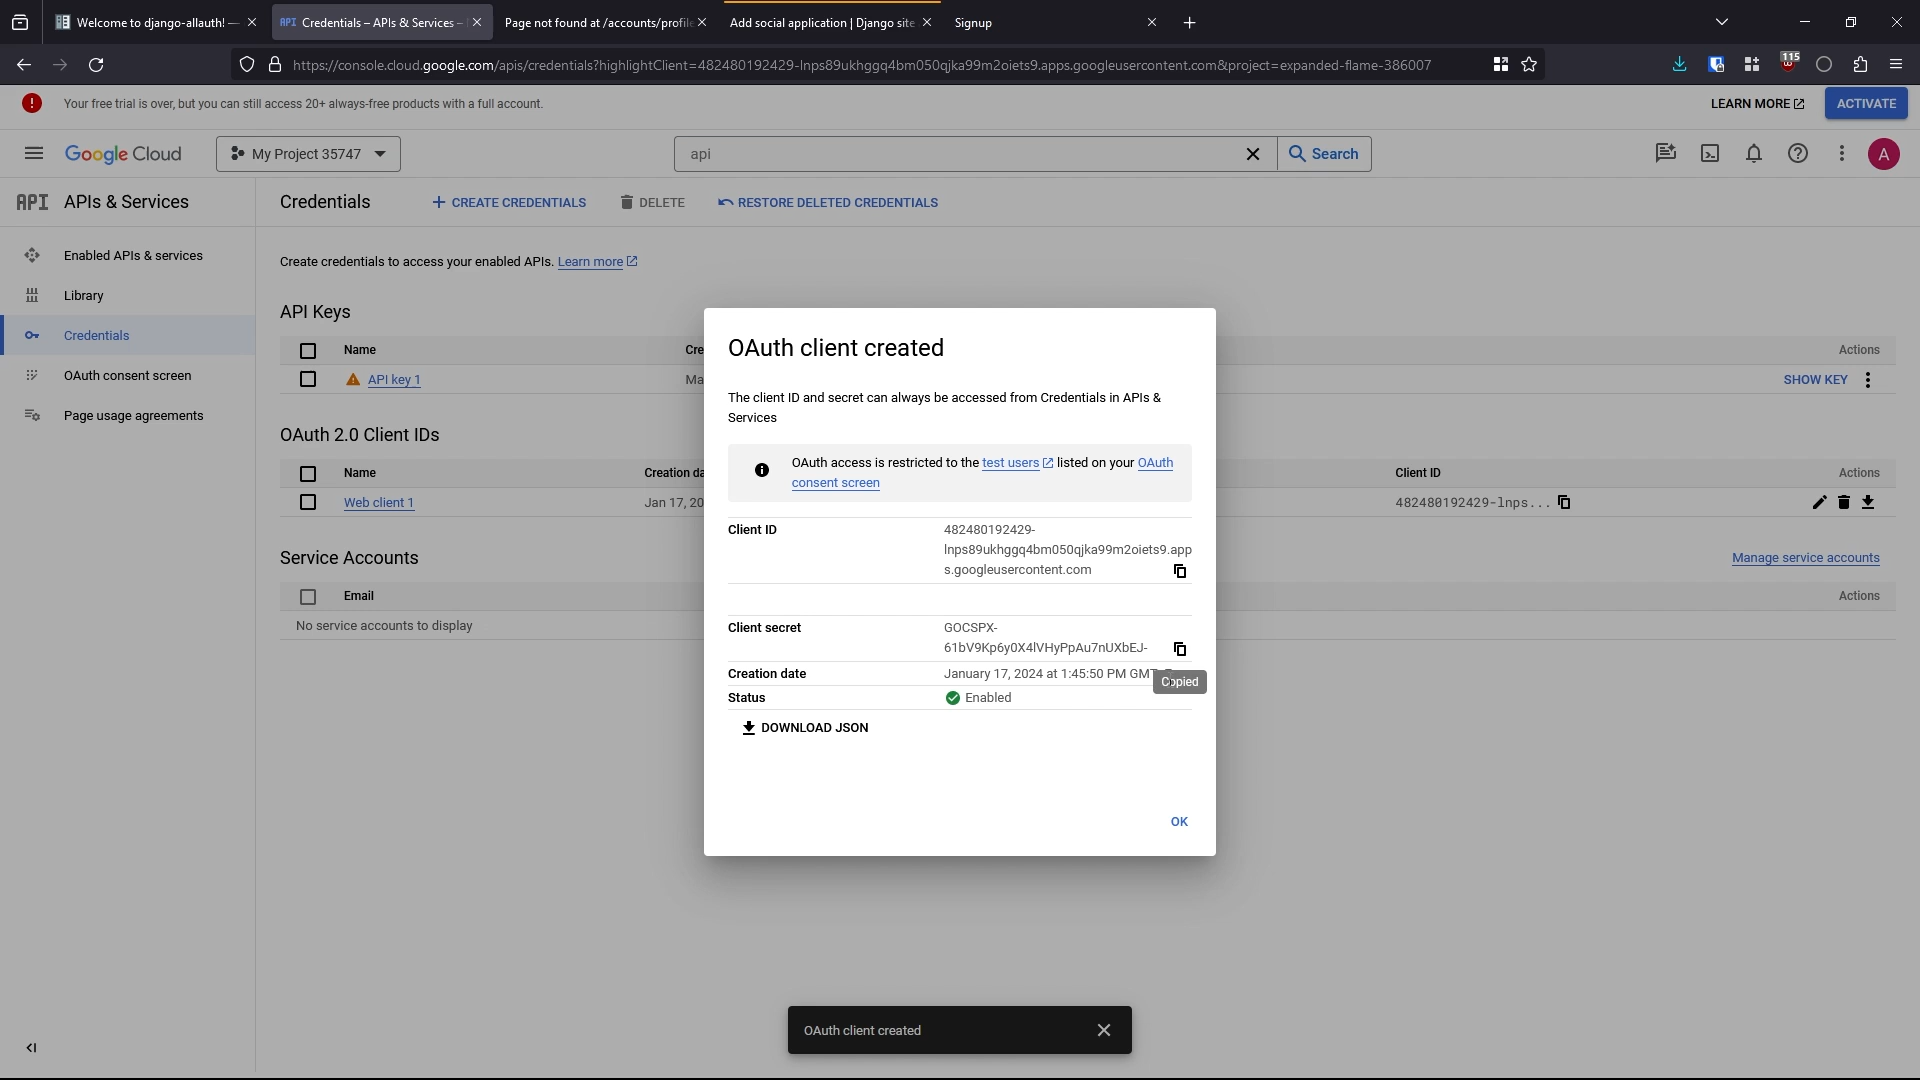 Welcome to django-allauth! —
Credentials – APIs & Services –
Page not found at /accounts/profile
Add social application | Django site
Signup
https://console.cloud.google.com/apis/credentials?highlightClient=482480192429-lnps89ukhggq4bm050qjka99m2oiets9.apps.googleusercontent.com&project=expanded-flame-386007
115
Your free trial is over, but you can still access 20+ always-free products with a full account.
LEARN MORE
ACTIVATE
Google Cloud
My Project 35747
api
Search
A
API APIs & Services
Credentials
CREATE CREDENTIALS
DELETE
RESTORE DELETED CREDENTIALS
Enabled APIs & services
Library
Credentials
OAuth consent screen
Page usage agreements
Create credentials to access your enabled APIs. Learn more
API Keys
Name
Cre
Actions
API key 1
Ma
SHOW KEY
OAuth 2.0 Client IDs
Name
Creation da
Client ID
Actions
Web client 1
Jan 17, 20
482480192429-lnps...
Service Accounts
Manage service accounts
Email
Actions
No service accounts to display
OAuth client created
The client ID and secret can always be accessed from Credentials in APIs &
Services
OAuth access is restricted to the test users listed on your OAuth
consent screen
Client ID
482480192429-
lnps89ukhggq4bm050qjka99m2oiets9.app
s.googleusercontent.com
Client secret
GOCSPX-
61bV9Kp6y0X4lVHyPpAu7nUXbEJ-
Creation date
January 17, 2024 at 1:45:50 PM GMT
Copied
Status
Enabled
DOWNLOAD JSON
OK
OAuth client created